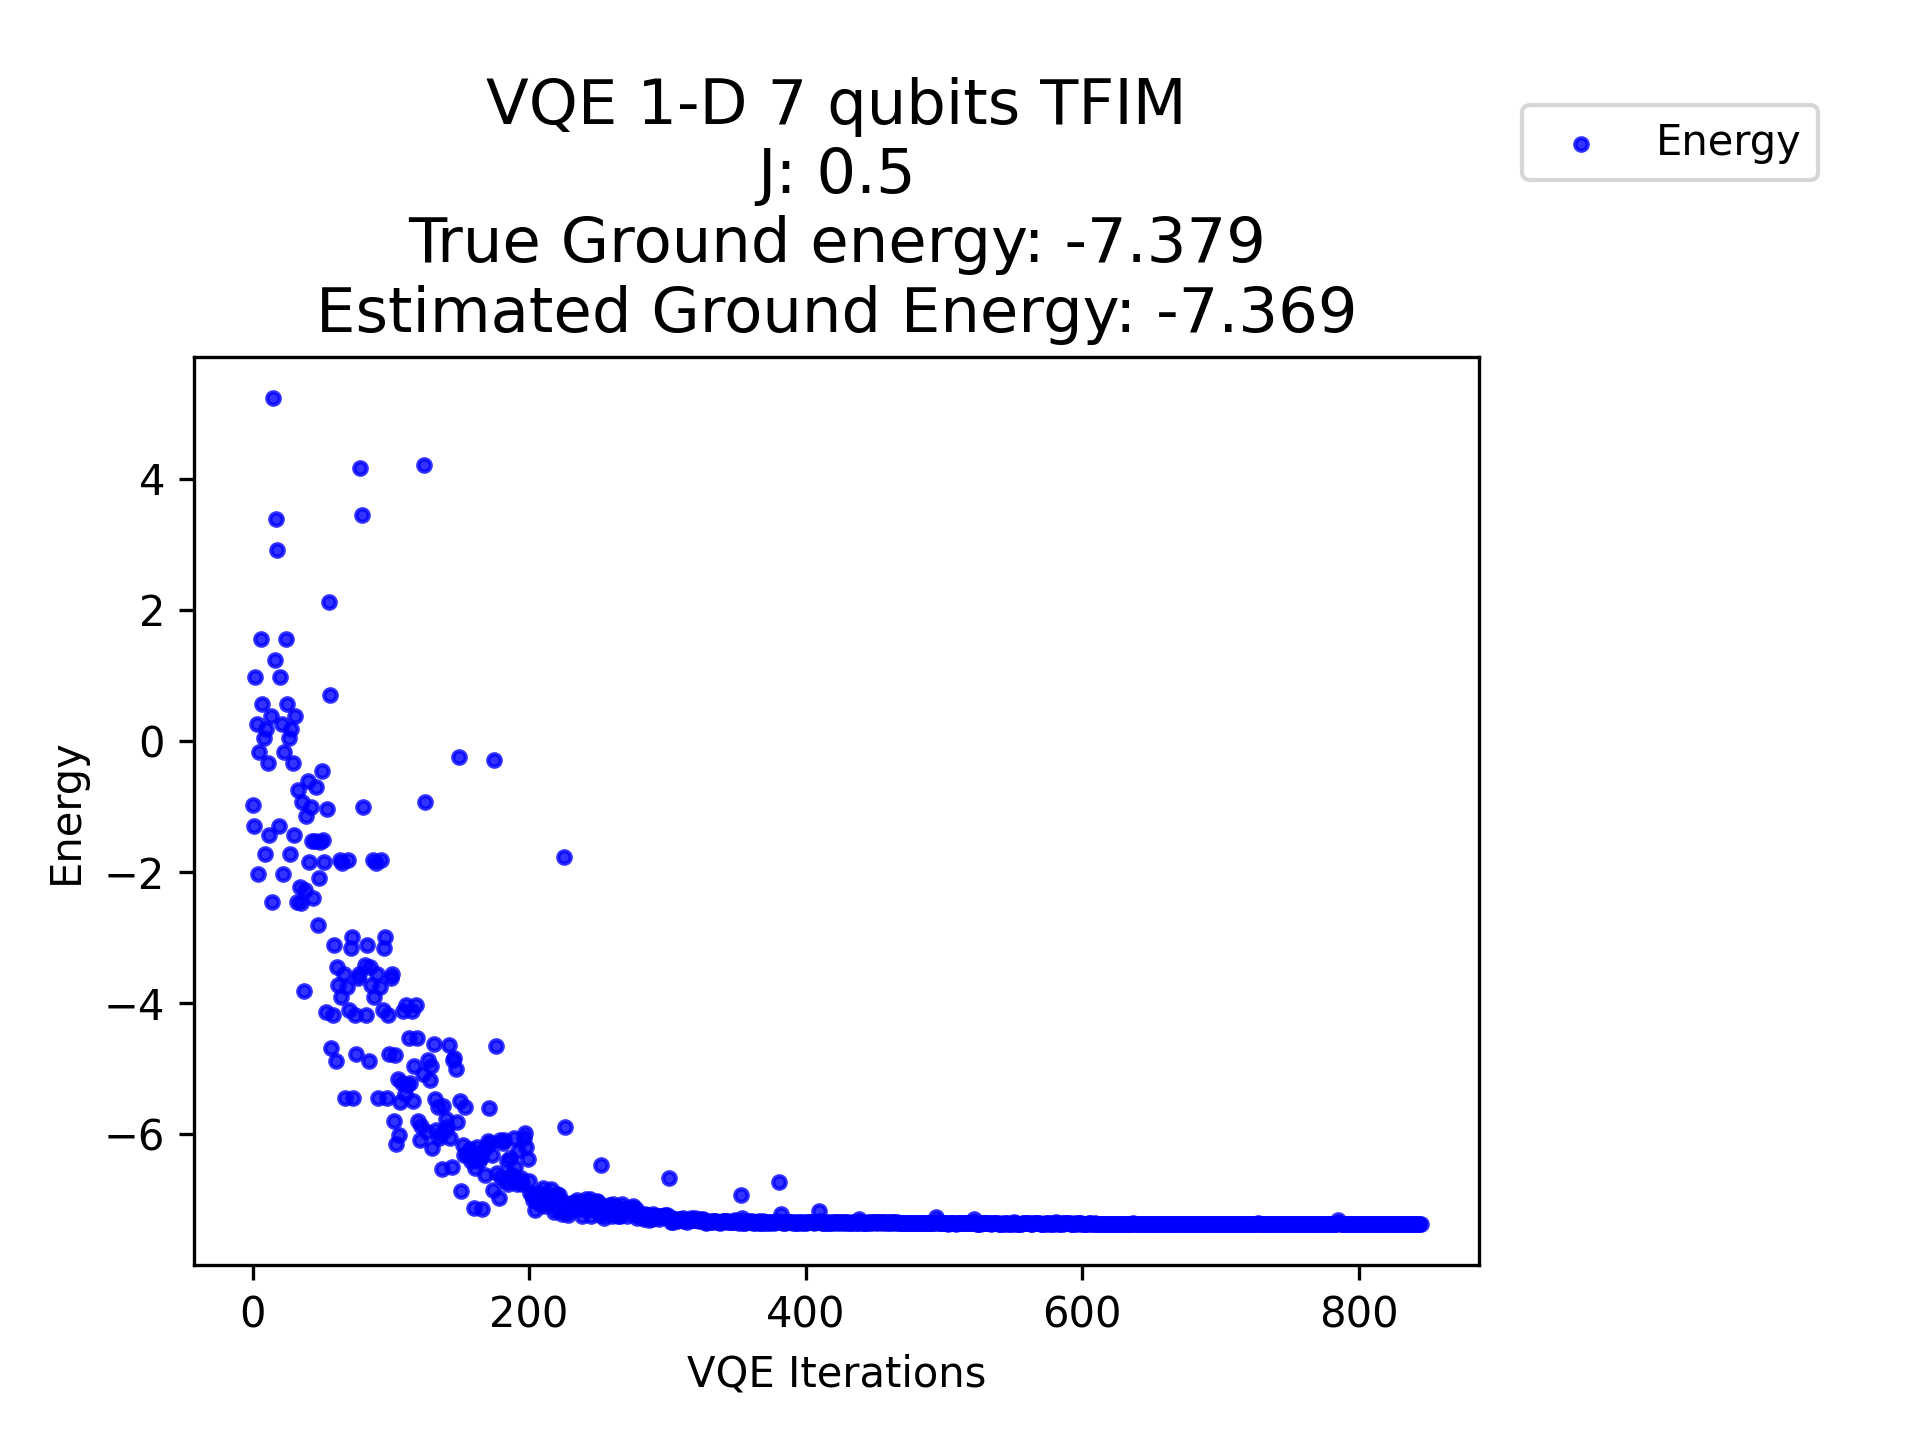 VQE 1-D 7 qubits TFIM
J: 0.5
True Ground energy: -7.379
Estimated Ground Energy: -7.369
Energy
4
2
0
−2
−4
−6
Energy
0
200
400
600
800
VQE Iterations